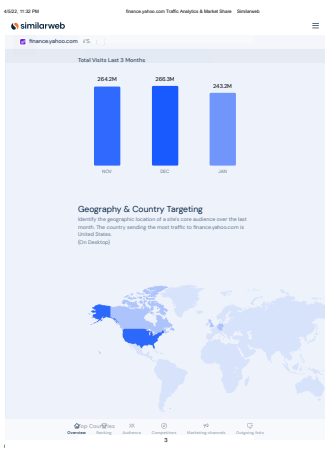 4/5/22, 11:32 PM finance.yahoo.com Traffic Analytics & Market Share Similarweb
similarweb
finance.yahoo.com VS
Total Visits Last 3 Months
264.2M 266.3M 243.2M
NOV DEC JAN
Geography & Country Targeting
Identify the geographic location of a site's core audience over the last
month. The country sending the most traffic to finance.yahoo.com is
United States.
(On Desktop)
Top Countries
Overview Ranking Audience Competitors Marketing channels Outgoing links
3